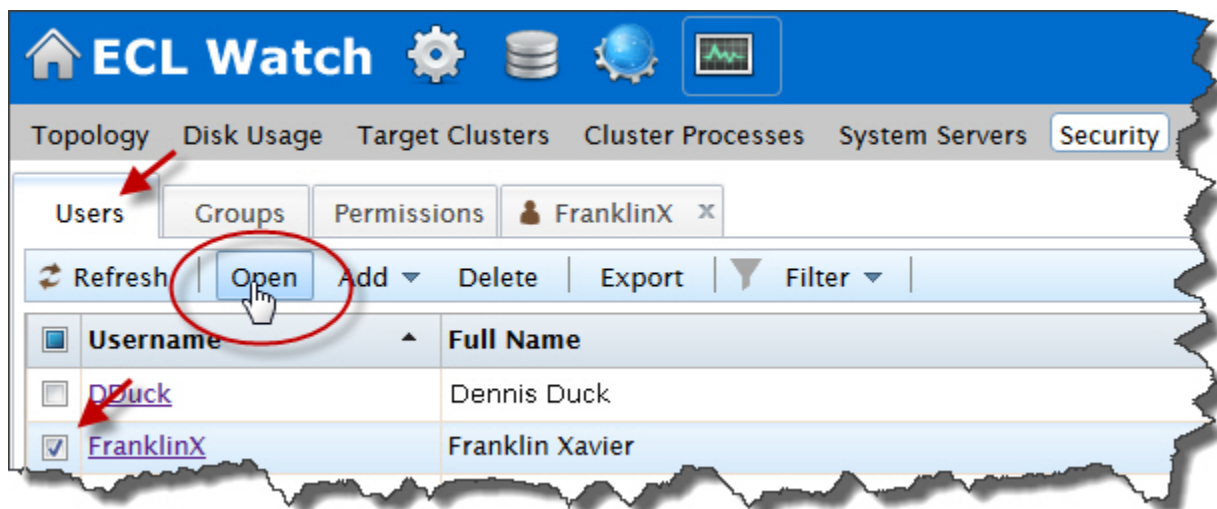 ECL Watch
Topology Disk Usage Target Clusters Cluster Processes System Servers Security
Users Groups Permissions FranklinX x
Refresh Open Add Delete Export Filter
Username Full Name
DDuck Dennis Duck
FranklinX Franklin Xavier